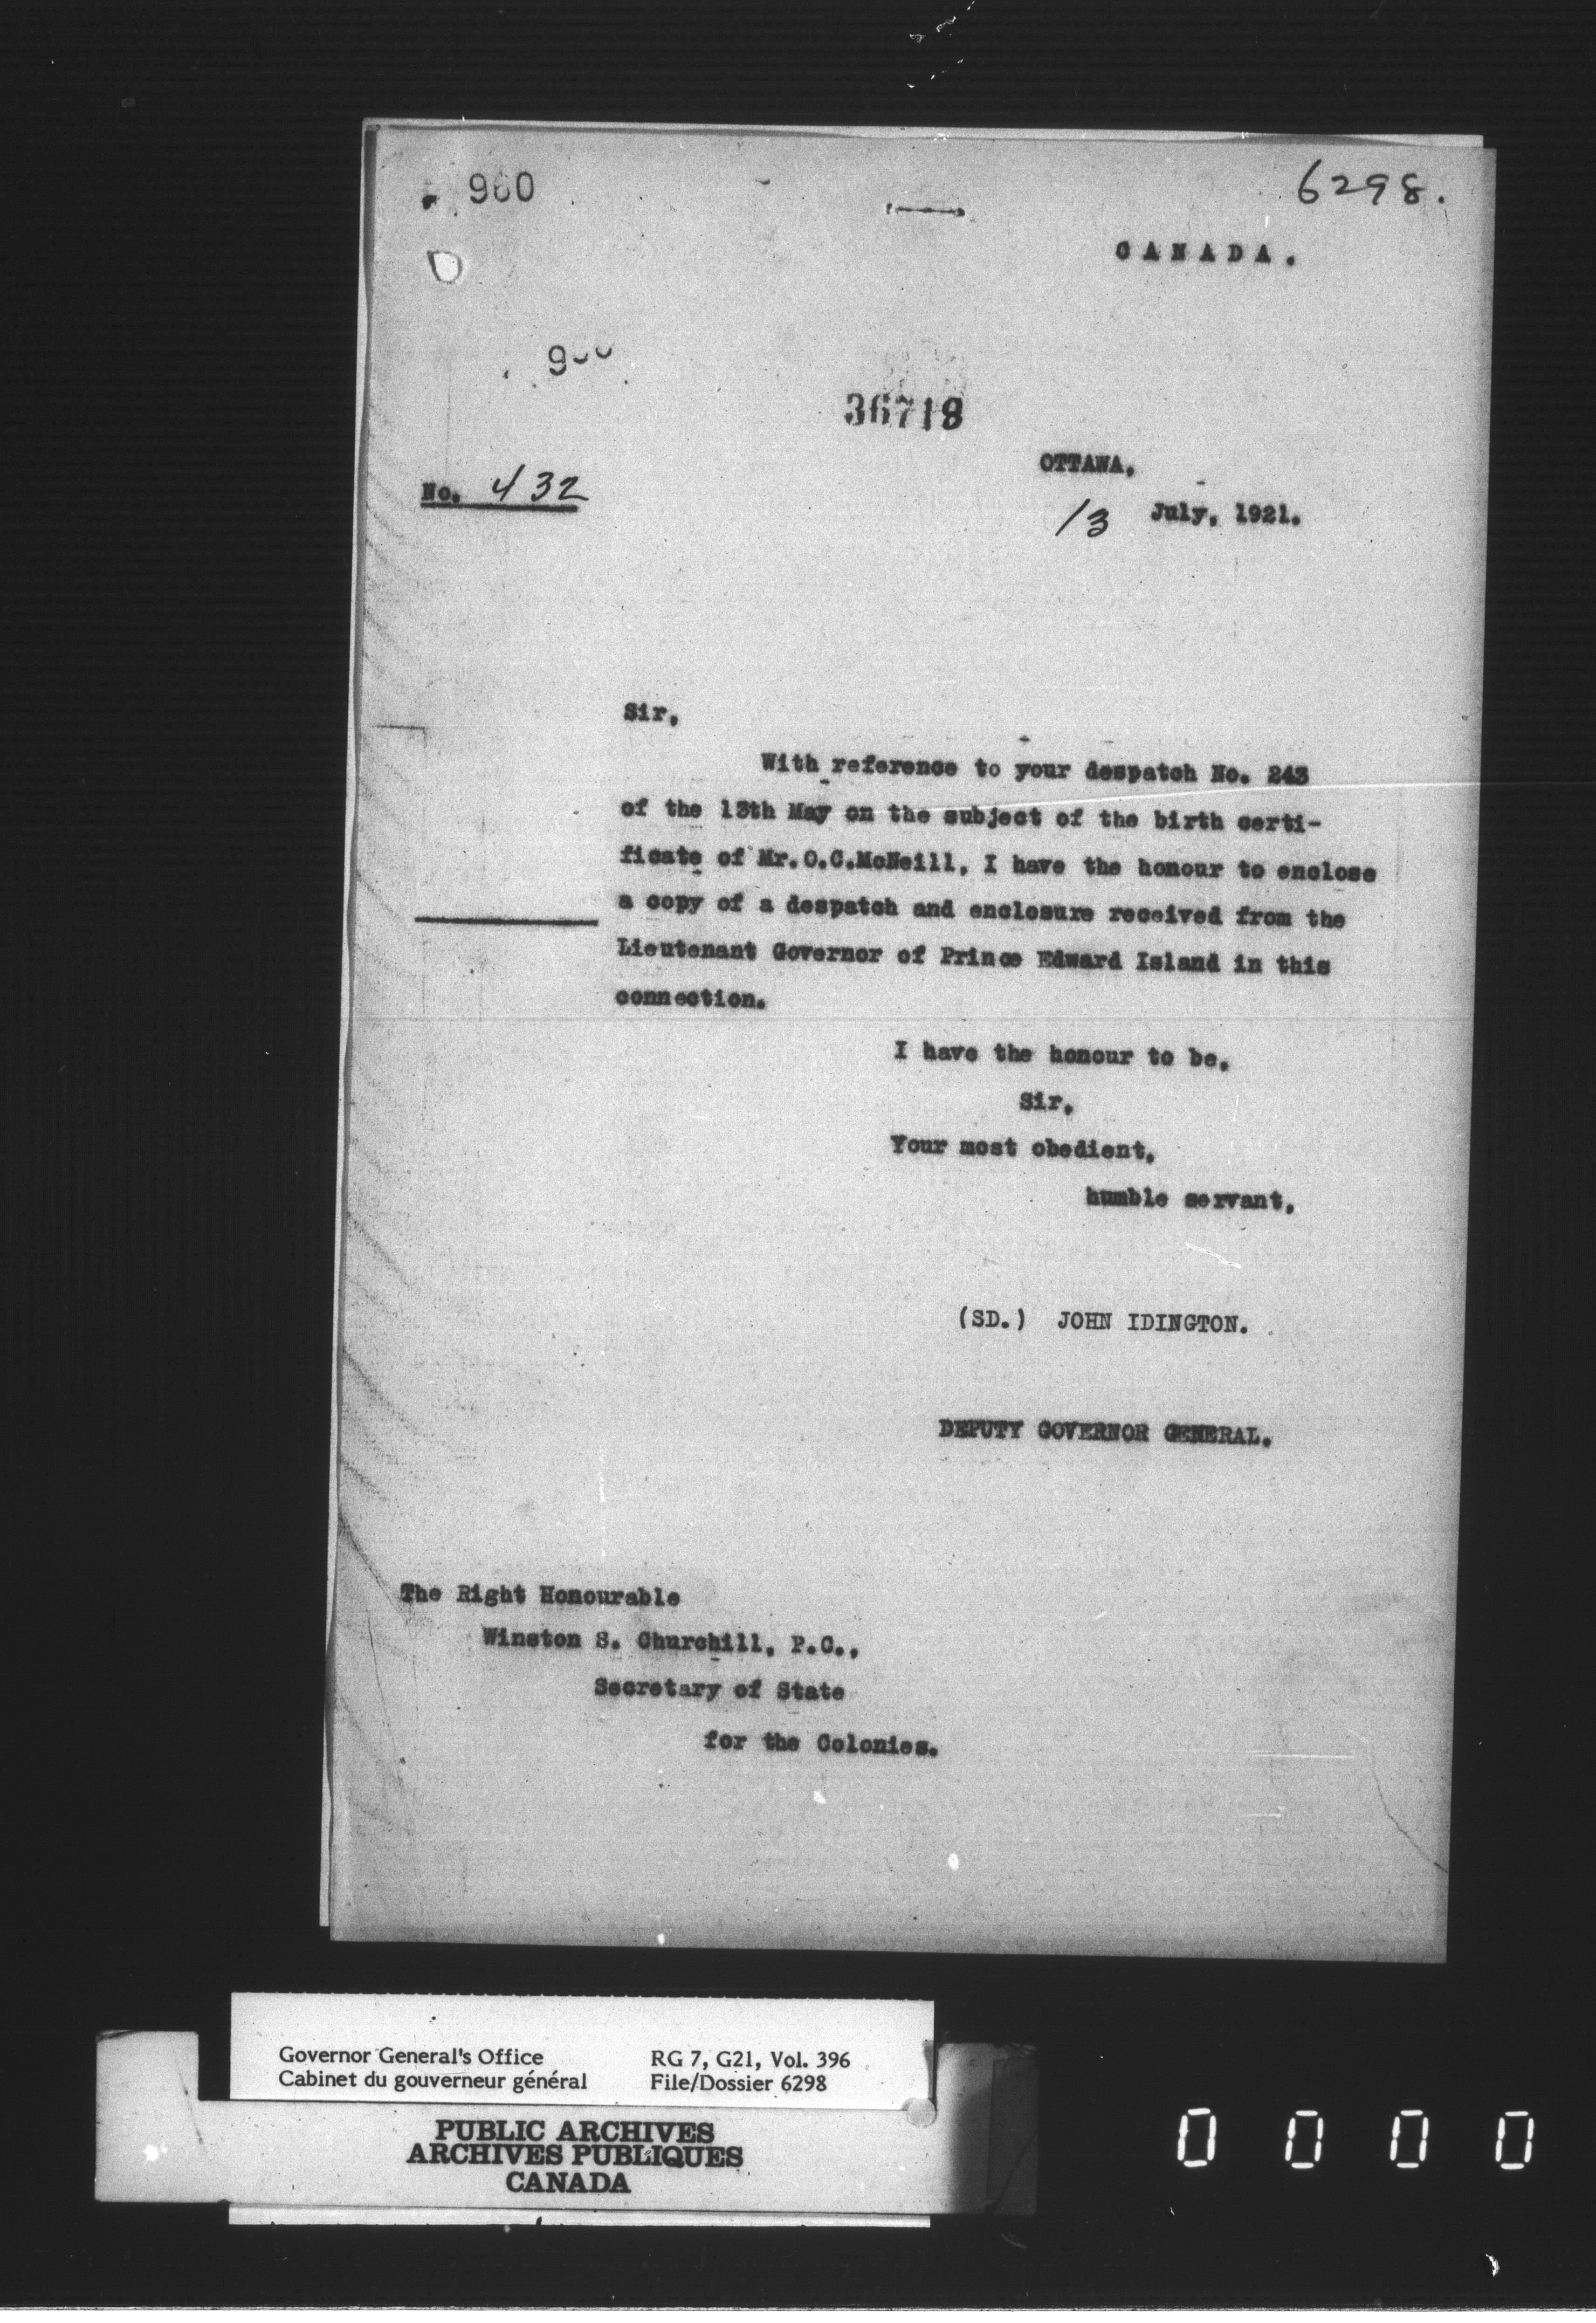 960
6298.
CANADA.
36718
No. 432
OTTAWA,
13 July, 1921.
Sir,
With reference to your despatch No. 243
of the 13th May on the subject of the birth certi-
ficate of Mr.O.C.McNeill, I have the honour to enclose
a copy of a despatch and enclosure received from the
Lieutenant Governor of Prince Edward Island in this
connection.
I have the honour to be,
Sir,
Your most obedient,
humble servant,
(SD.) JOHN IDINGTON.
DEPUTY GOVERNOR GENERAL.
The Right Honourable
Winston S. Churchill, P.C.,
Secretary of State
for the Colonies.
Governor General's Office
Cabinet du gouverneur général
RG 7, G21, Vol. 396
File/Dossier 6298
PUBLIC ARCHIVES
ARCHIVES PUBLIQUES
CANADA
0 0 0 0